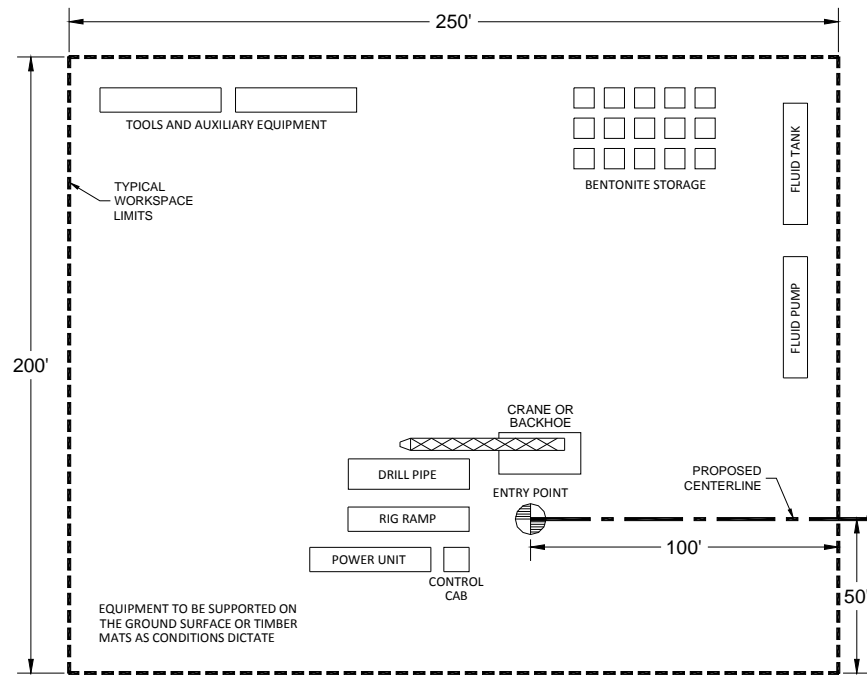 250'
TOOLS AND AUXILIARY EQUIPMENT
BENTONITE STORAGE
FLUID TANK
TYPICAL
WORKSPACE
LIMITS
FLUID PUMP
200'
CRANE OR
BACKHOE
DRILL PIPE
ENTRY POINT
PROPOSED
CENTERLINE
RIG RAMP
100'
POWER UNIT
CONTROL
CAB
50'
EQUIPMENT TO BE SUPPORTED ON
THE GROUND SURFACE OR TIMBER
MATS AS CONDITIONS DICTATE